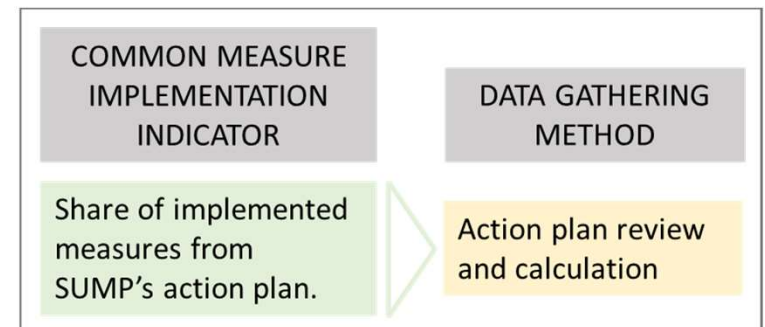 COMMON MEASURE
IMPLEMENTATION
INDICATOR
DATA GATHERING
METHOD
Share of implemented
measures from
SUMP's action plan.
Action plan review
and calculation